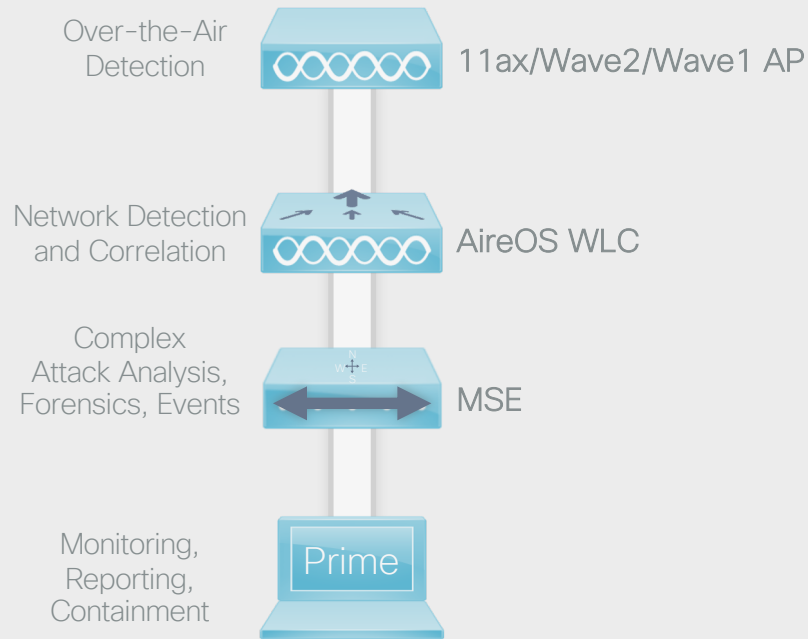 Over-the-Air
Detection
11ax/Wave2/Wave1 AP
Network Detection
and Correlation
AireOS WLC
Complex
Attack Analysis,
Forensics, Events
N
W E
S
MSE
Monitoring,
Reporting,
Containment
Prime